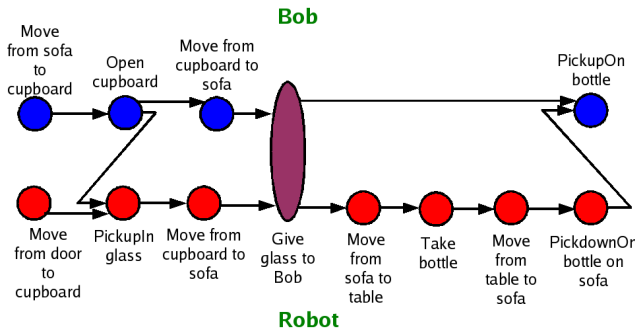 Bob
Move
from sofa
to
cupboard
Open
cupboard
Move from
cupboard to
sofa
PickupOn
bottle
Move
from door
to
cupboard
PickupIn
glass
Move from
cupboard to
sofa
Give
glass to
Bob
Move
from
sofa to
table
Take
bottle
Move
from
table to
sofa
PickdownOn
bottle on
sofa
Robot